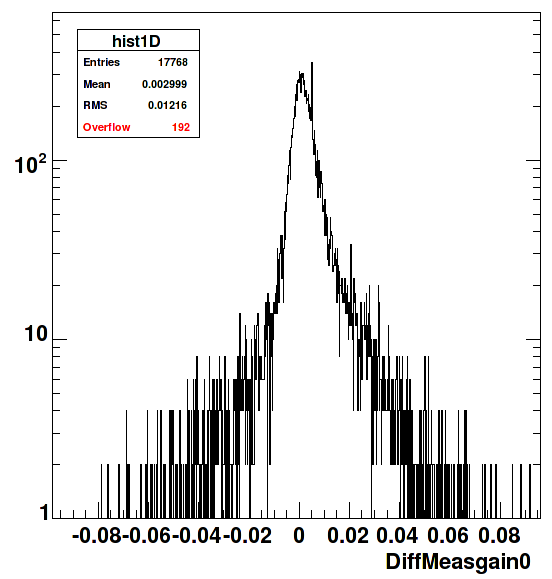 hist1D
Entries 17768
Mean 0.002999
RMS 0.01216
Overflow 192
10²
10
1
-0.08 -0.06 -0.04 -0.02 0 0.02 0.04 0.06 0.08
DiffMeasgain0